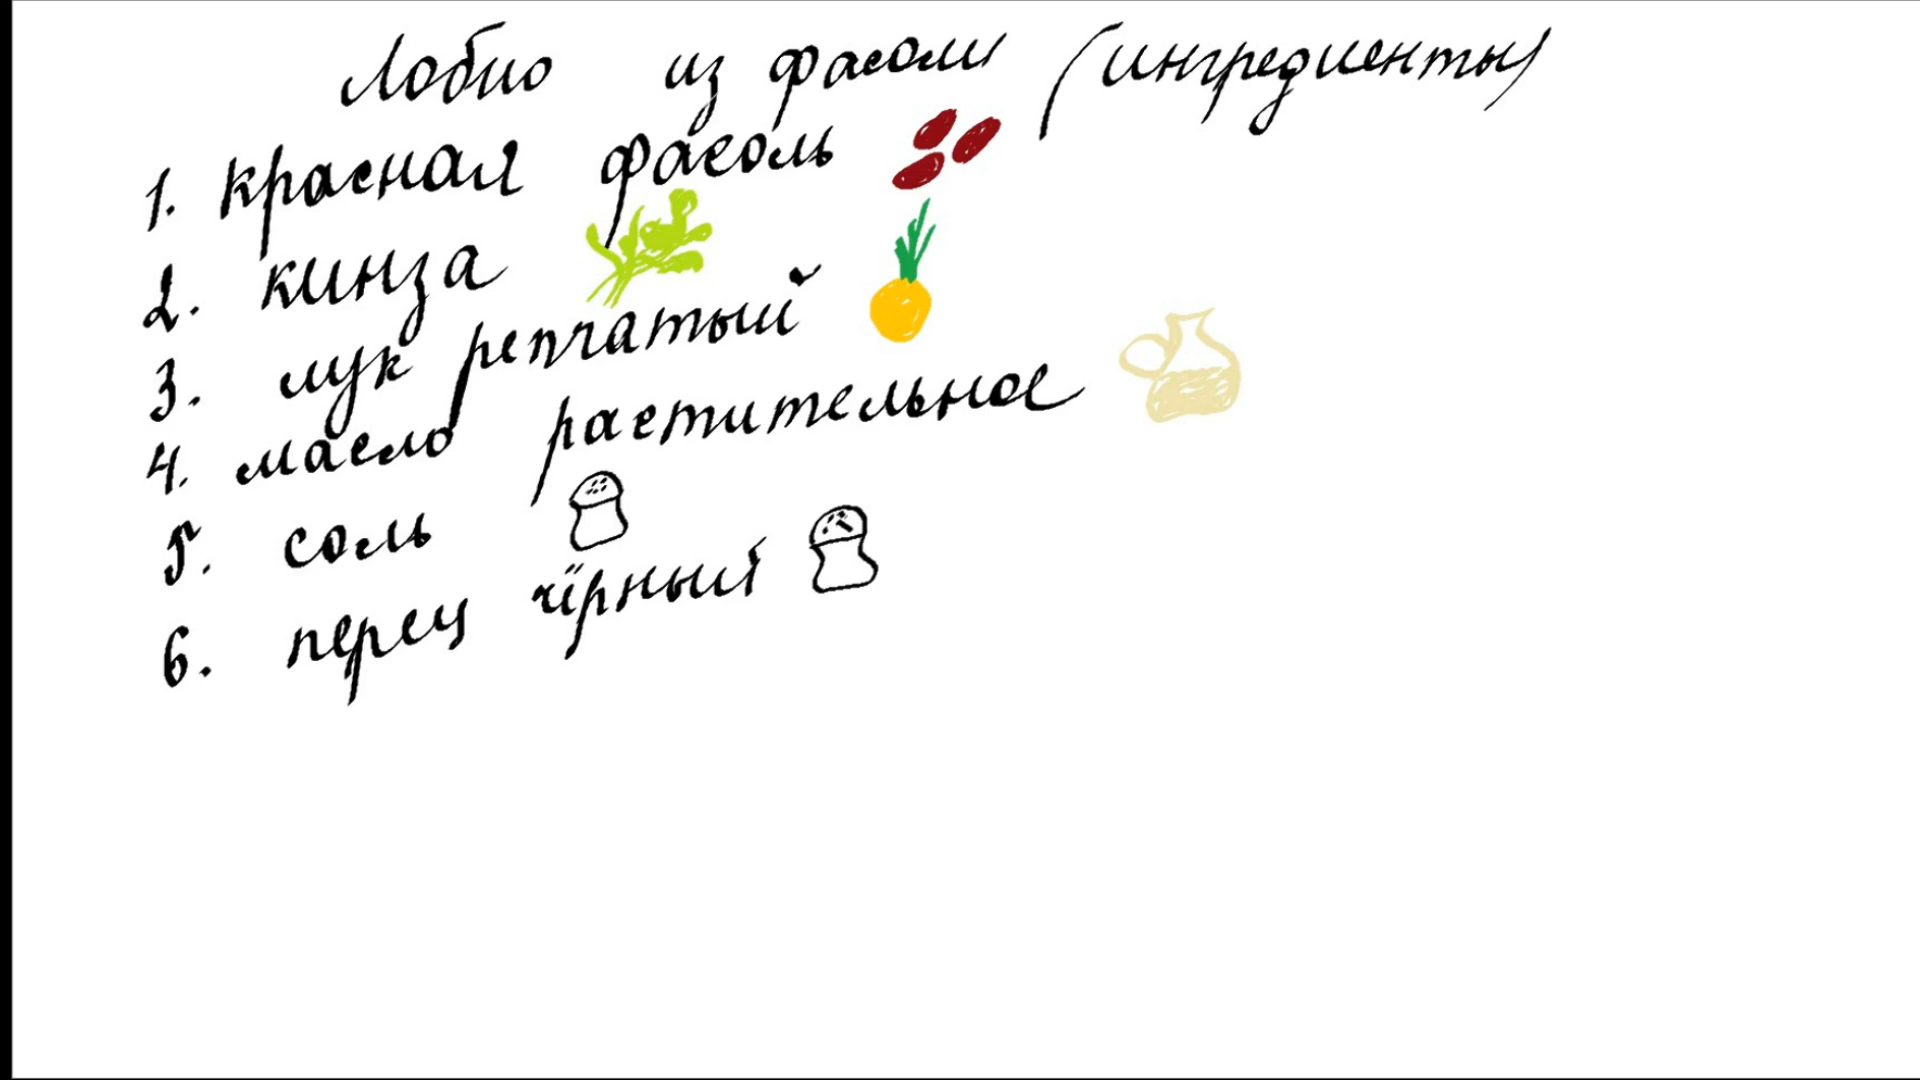 Лобио из фасоли (ингредиенты)
1. красная фасоль
2. кинза
3. лук репчатый
4. масло растительное
5. соль
6. перец чёрный